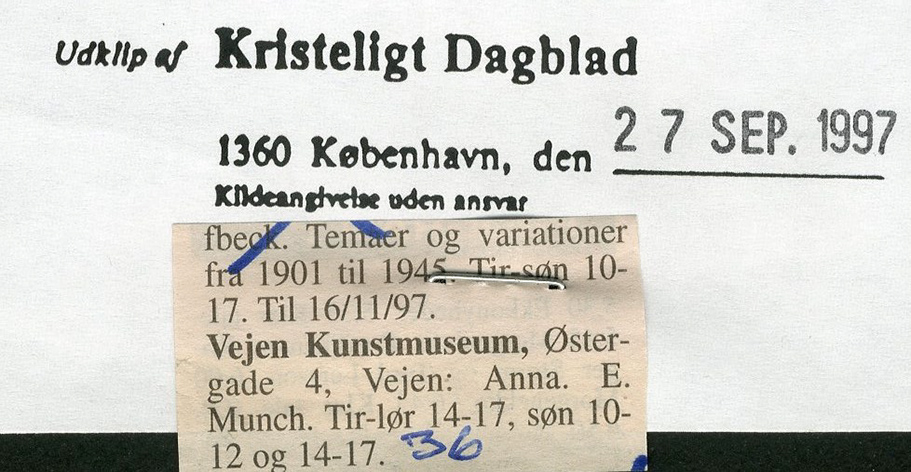 Udklip af Kristeligt Dagblad
1360 København, den 27 SEP. 1997
Kildeangivelse uden ansvar
fbeck. Temaer og variationer
fra 1901 til 1945. Tir-søn 10-
17. Til 16/11/97.
Vejen Kunstmuseum, Øster-
gade 4, Vejen: Anna. E.
Munch. Tir-lør 14-17, søn 10-
12 og 14-17. 36